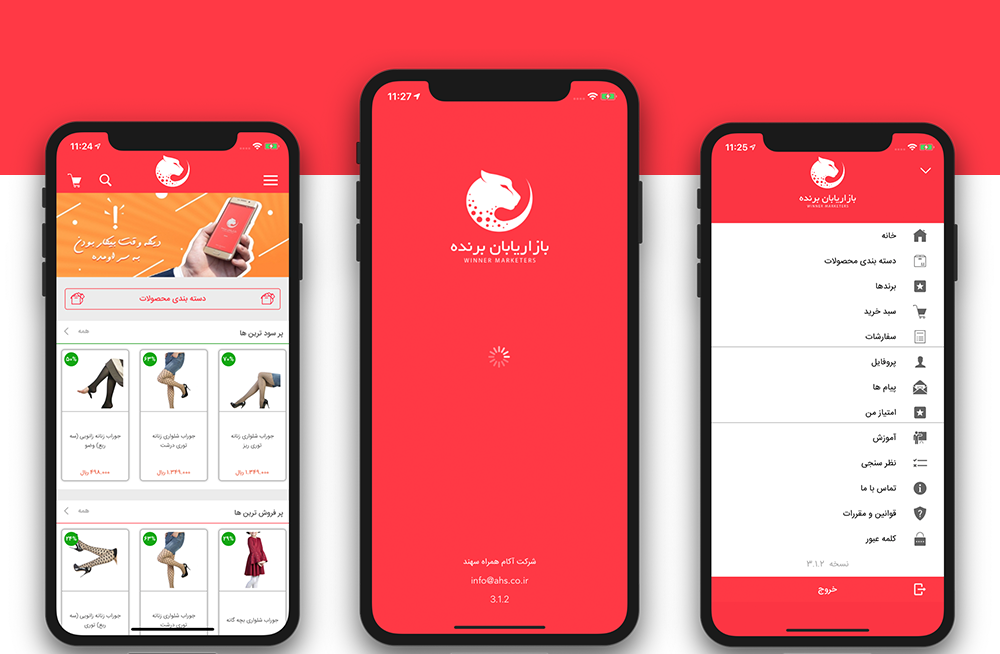 11:24
دیگه وقت بیکار بودن
به سر اومده
دسته بندی محصولات
پر سود ترین ها
همه
۷۰%
۶۳%
۵۰%
جوراب شلواری زنانه
توری ریز
جوراب شلواری زنانه
توری درشت
جوراب زنانه زانویی (سه
ربع) وضو
۱.۳۴۹.۰۰۰ ریال
۱.۳۴۹.۰۰۰ ریال
۴۹۸.۰۰۰ ریال
پر فروش ترین ها
همه
۲۹%
۶۳%
۲۴%
جوراب شلواری بچه گانه
جوراب شلواری زنانه
توری درشت
جوراب زنانه زانویی (سه
ربع) توری
11:27
بازاریابان برنده
WINNER MARKETERS
شرکت آکام همراه سهند
info@ahs.co.ir
3.1.2
11:25
بازاریابان برنده
WINNER MARKETERS
خانه
دسته بندی محصولات
برندها
سبد خرید
سفارشات
پروفایل
پیام ها
امتیاز من
آموزش
نظر سنجی
تماس با ما
قوانین و مقررات
کلمه عبور
نسخه ۳.۱.۲
خروج